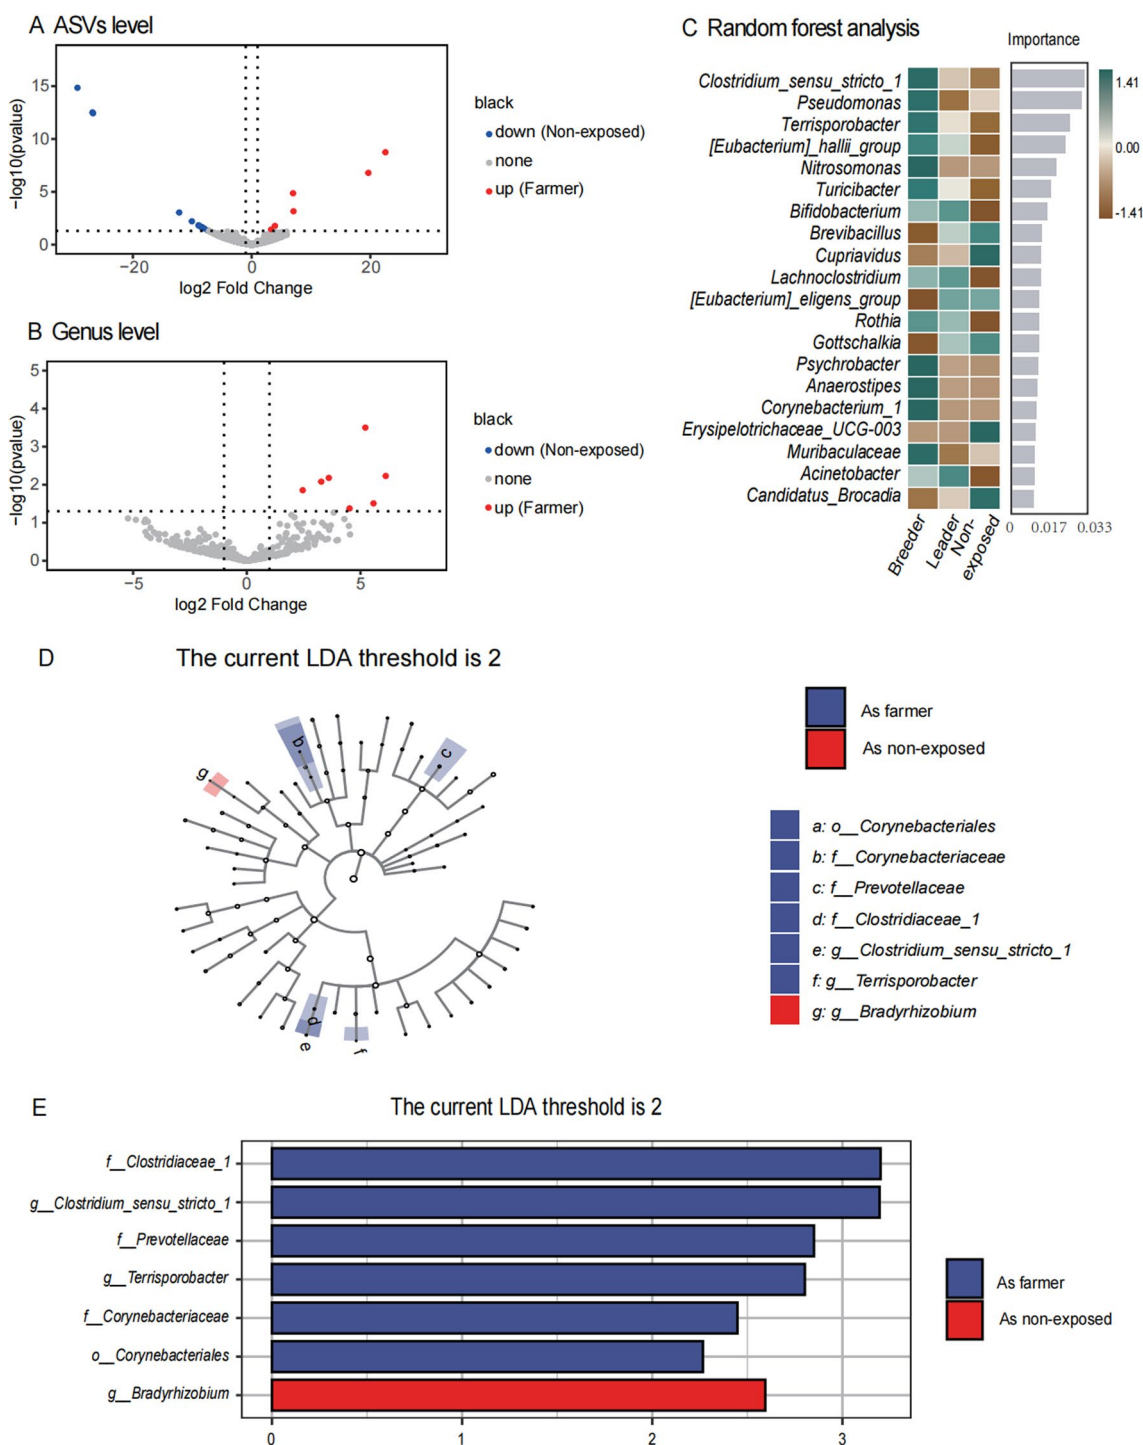 A ASVs level
15
10
5
0
−log10(pvalue)
−20
0
20
log2 Fold Change
black
down (Non-exposed)
none
up (Farmer)
B Genus level
5
4
3
2
1
0
−log10(pvalue)
−5
0
5
log2 Fold Change
black
down (Non-exposed)
none
up (Farmer)
C Random forest analysis
Importance
Clostridium_sensu_stricto_1
Pseudomonas
Terrisporobacter
[Eubacterium]_hallii_group
Nitrosomonas
Turicibacter
Bifidobacterium
Brevibacillus
Cupriavidus
Lachnoclostridium
[Eubacterium]_eligens_group
Rothia
Gottschalkia
Psychrobacter
Anaerostipes
Corynebacterium_1
Erysipelotrichaceae_UCG-003
Muribaculaceae
Acinetobacter
Candidatus_Brocadia
Breeder
Leader
Non-
exposed
0
0.017
0.033
1.41
0.00
-1.41
D
The current LDA threshold is 2
b
c
g
d
e
f
As farmer
As non-exposed
a: o__Corynebacteriales
b: f__Corynebacteriaceae
c: f__Prevotellaceae
d: f__Clostridiaceae_1
e: g__Clostridium_sensu_stricto_1
f: g__Terrisporobacter
g: g__Bradyrhizobium
E
The current LDA threshold is 2
f__Clostridiaceae_1
g__Clostridium_sensu_stricto_1
f__Prevotellaceae
g__Terrisporobacter
f__Corynebacteriaceae
o__Corynebacteriales
g__Bradyrhizobium
0
1
2
3
As farmer
As non-exposed